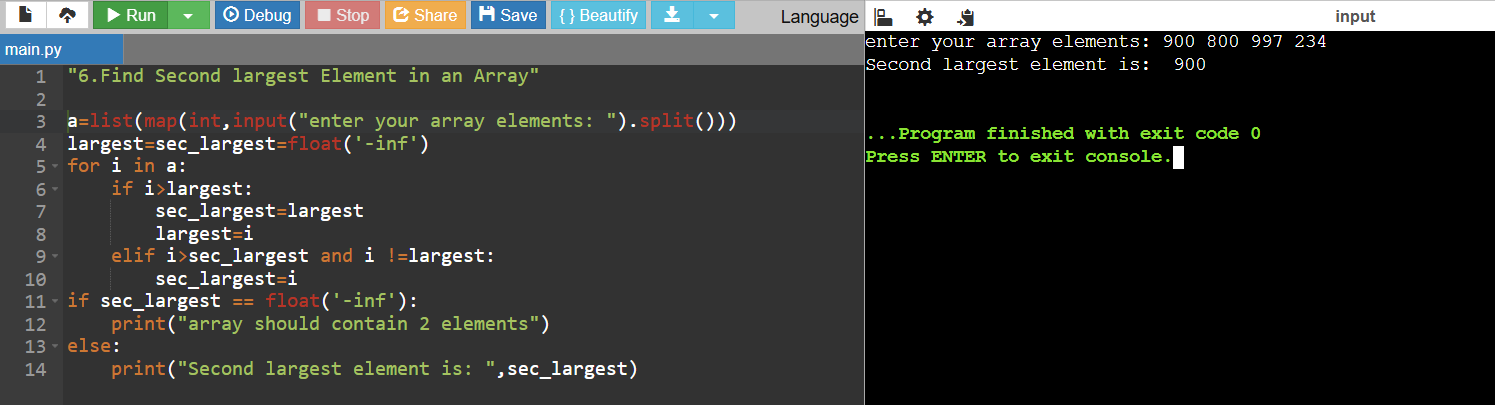 Run Debug Stop Share Save { } Beautify Language
main.py
1 "6.Find Second largest Element in an Array"
2
3 a=list(map(int,input("enter your array elements: ").split()))
4 largest=sec_largest=float('-inf')
5 for i in a:
6 if i>largest:
7 sec_largest=largest
8 largest=i
9 elif i>sec_largest and i !=largest:
10 sec_largest=i
11 if sec_largest == float('-inf'):
12 print("array should contain 2 elements")
13 else:
14 print("Second largest element is: ",sec_largest)
input
enter your array elements: 900 800 997 234
Second largest element is:  900
...Program finished with exit code 0
Press ENTER to exit console.